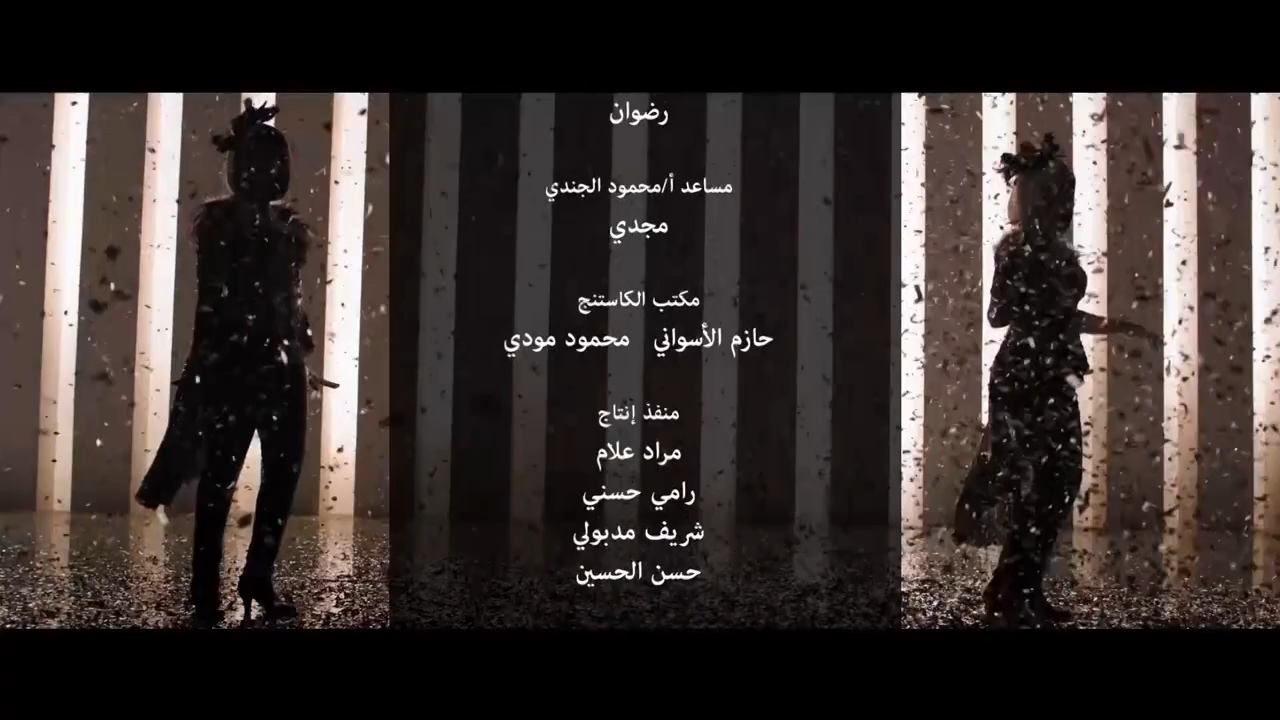 رضوان
مساعد أ/محمود الجندي
مجدي
مكتب الكاستنج
حازم الأسواني   محمود مودي
منفذ إنتاج
مراد علام
رامي حسني
شريف مدبولي
حسن الحسين